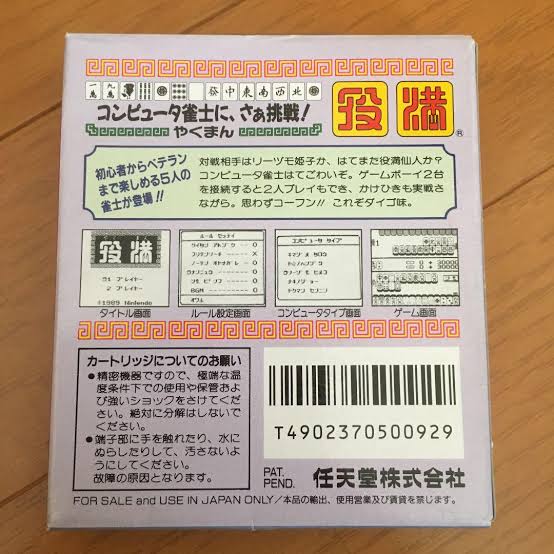 コンピュータ雀士に、さぁ挑戦!
やくまん
役満®
初心者からベテラン
まで楽しめる5人の
雀士が登場!!
対戦相手はリーヅモ姫子か、はてまた役満仙人か?
コンピュータ雀士はてごわいぞ。ゲームボーイ2台
を接続すると2人プレイもでき、かけひきも実戦さ
ながら。思わずコーフン!! これぞダイゴ味。
役満
1 プレイヤー
2 プレイヤー
©1989 Nintendo
ルール セッテイ
BGM
コンピュータ タイプ
タイトル画面
ルール設定画面
コンピュータタイプ画面
ゲーム画面
カートリッジについてのお願い
●精密機器ですので、極端な温
度条件下での使用や保管およ
び強いショックをさけてくだ
さい。絶対に分解はしないで
ください。
●端子部に手を触れたり、水に
ぬらしたりして、汚さないよ
うにしてください。
故障の原因となります。
T4902370500929
PAT.
PEND.
任天堂株式会社
FOR SALE and USE IN JAPAN ONLY/本品の輸出、使用営業及び賃貸を禁じます。